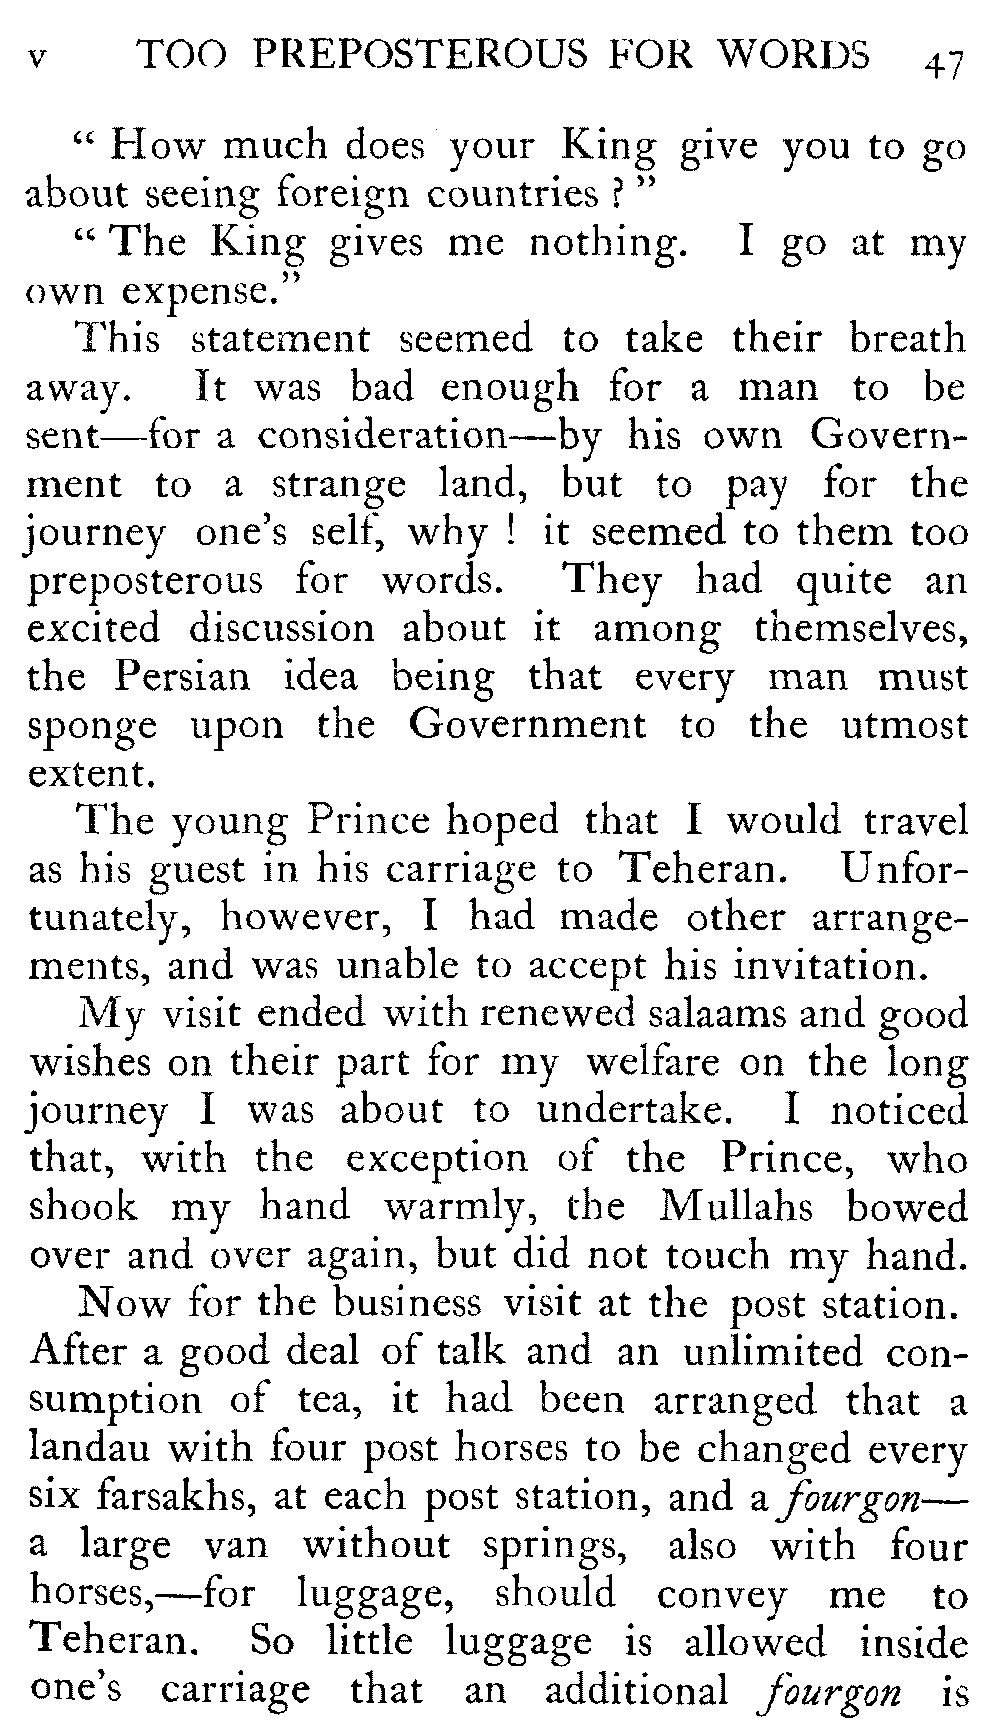 v TOO PREPOSTEROUS FOR WORDS 47
“ How much does your King give you to go
about seeing foreign countries ? ”
“ The King gives me nothing. I go at my
own expense.”
This statement seemed to take their breath
away. It was bad enough for a man to be
sent—for a consideration—by his own Govern-
ment to a strange land, but to pay for the
journey one’s self, why ! it seemed to them too
preposterous for words. They had quite an
excited discussion about it among themselves,
the Persian idea being that every man must
sponge upon the Government to the utmost
extent.
The young Prince hoped that I would travel
as his guest in his carriage to Teheran. Unfor-
tunately, however, I had made other arrange-
ments, and was unable to accept his invitation.
My visit ended with renewed salaams and good
wishes on their part for my welfare on the long
journey I was about to undertake. I noticed
that, with the exception of the Prince, who
shook my hand warmly, the Mullahs bowed
over and over again, but did not touch my hand.
Now for the business visit at the post station.
After a good deal of talk and an unlimited con-
sumption of tea, it had been arranged that a
landau with four post horses to be changed every
six farsakhs, at each post station, and a fourgon—
a large van without springs, also with four
horses,—for luggage, should convey me to
Teheran. So little luggage is allowed inside
one’s carriage that an additional fourgon is